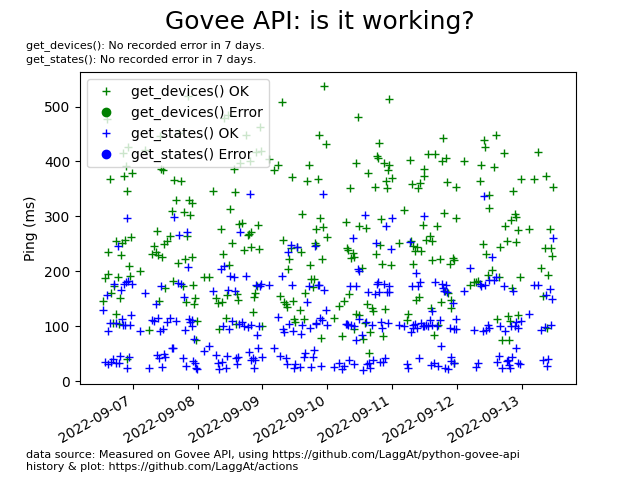 Govee API: is it working?
get_devices(): No recorded error in 7 days.
get_states(): No recorded error in 7 days.
get_devices() OK
get_devices() Error
get_states() OK
get_states() Error
Ping (ms)
500
400
300
200
100
0
2022-09-07
2022-09-08
2022-09-09
2022-09-10
2022-09-11
2022-09-12
2022-09-13
data source: Measured on Govee API, using https://github.com/LaggAt/python-govee-api
history & plot: https://github.com/LaggAt/actions